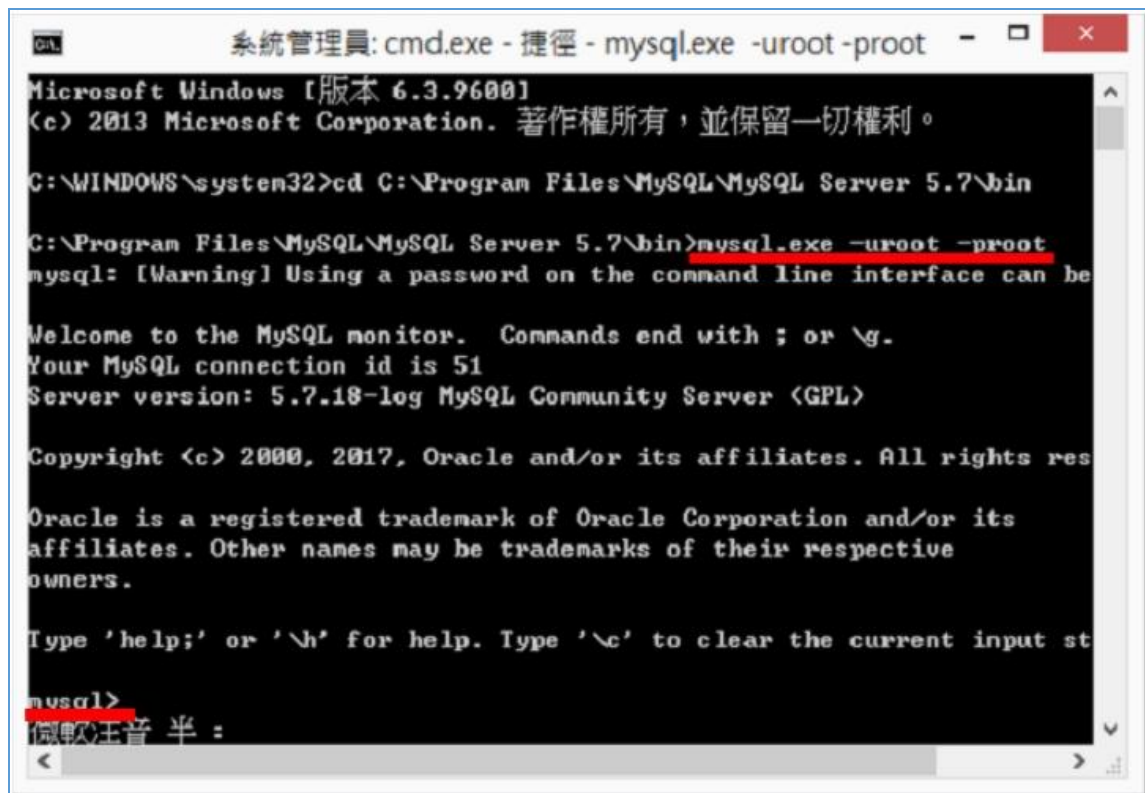 系統管理員: cmd.exe - 捷徑 - mysql.exe -uroot -proot
Microsoft Windows [版本 6.3.9600]
(c) 2013 Microsoft Corporation. 著作權所有，並保留一切權利。
C:\WINDOWS\system32>cd C:\Program Files\MySQL\MySQL Server 5.7\bin
C:\Program Files\MySQL\MySQL Server 5.7\bin>mysql.exe -uroot -proot
mysql: [Warning] Using a password on the command line interface can be
Welcome to the MySQL monitor.  Commands end with ; or \g.
Your MySQL connection id is 51
Server version: 5.7.18-log MySQL Community Server (GPL)
Copyright (c) 2000, 2017, Oracle and/or its affiliates. All rights res
Oracle is a registered trademark of Oracle Corporation and/or its
affiliates. Other names may be trademarks of their respective
owners.
Type 'help;' or '\h' for help. Type '\c' to clear the current input st
mysql>
微軟注音 半 :